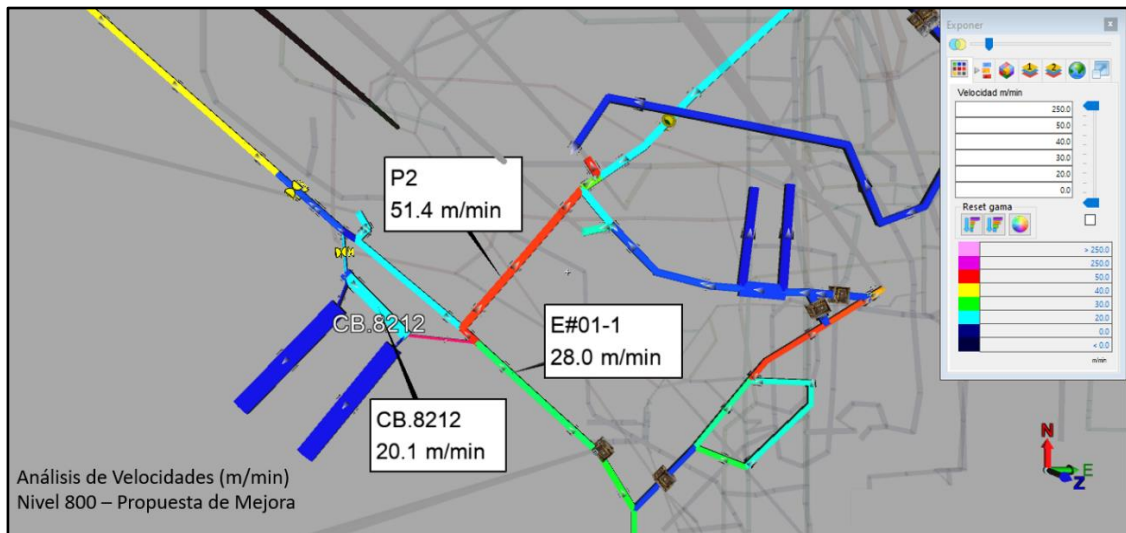 P2
51.4 m/min
E#01-1
28.0 m/min
CB.8212
CB.8212
20.1 m/min
Análisis de Velocidades (m/min)
Nivel 800 – Propuesta de Mejora
N
E
Z
Exponer
x
1
2
Velocidad m/min
250.0
50.0
40.0
30.0
20.0
0.0
Reset gama
> 250.0
250.0
50.0
40.0
30.0
20.0
0.0
< 0.0
m/min